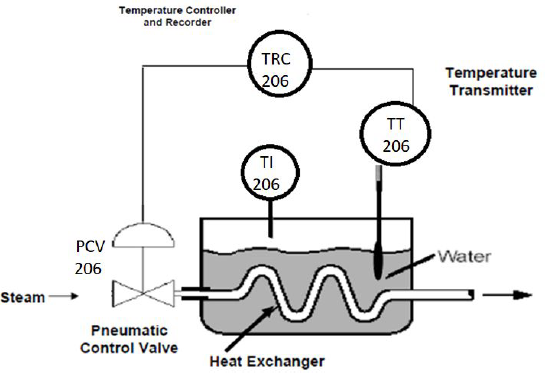 Temperature Controller
and Recorder
TRC
206
Temperature
Transmitter
TT
206
TI
206
PCV
206
Water
Steam
Pneumatic
Control Valve
Heat Exchanger